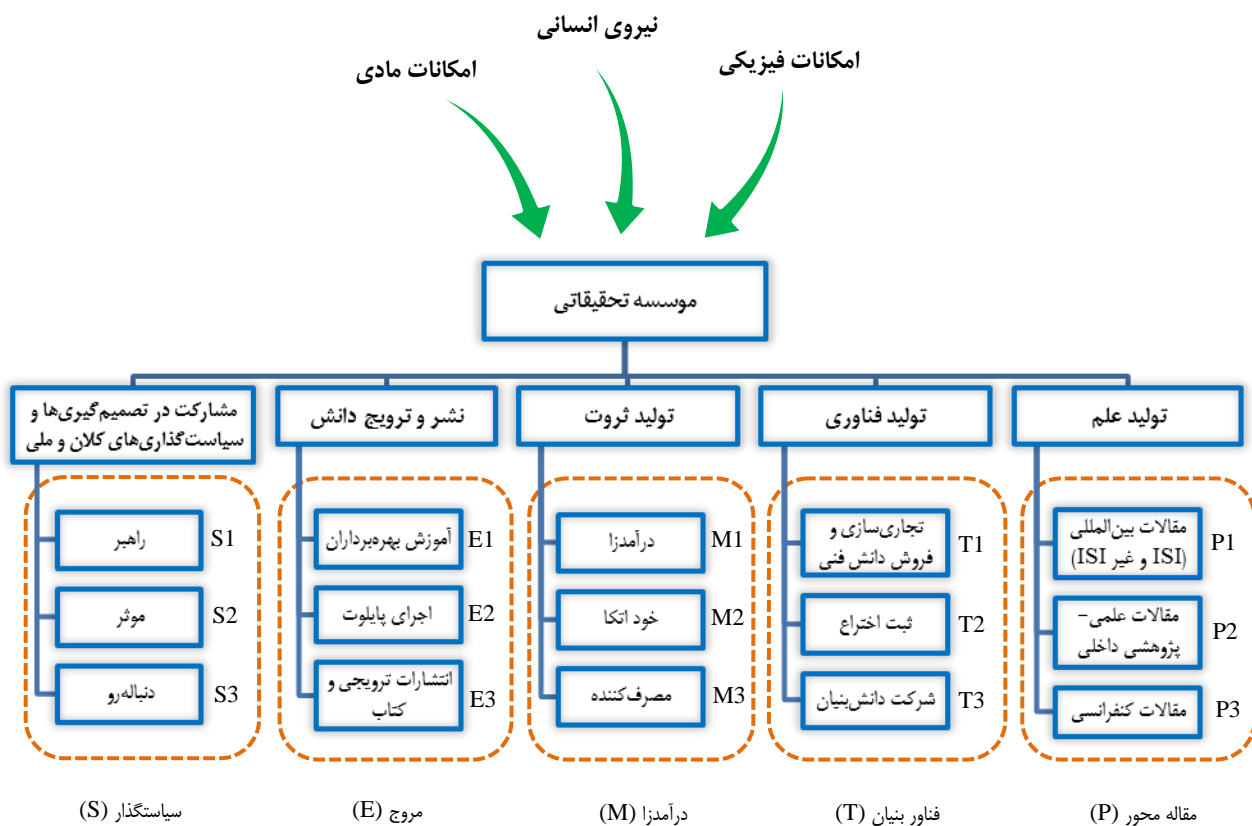 نیروی انسانی
امکانات فیزیکی
امکانات مادی
موسسه تحقیقاتی
تولید علم
تولید فناوری
تولید ثروت
نشر و ترویج دانش
مشارکت در تصمیم‌گیری‌ها و
سیاست‌گذاری‌های کلان و ملی
P1
مقالات بین‌المللی
(ISI و غیر ISI)
P2
مقالات علمی-
پژوهشی داخلی
P3
مقالات کنفرانسی
T1
تجاری‌سازی و
فروش دانش فنی
T2
ثبت اختراع
T3
شرکت دانش‌بنیان
M1
درآمدزا
M2
خود اتکا
M3
مصرف‌کننده
E1
آموزش بهره‌برداران
E2
اجرای پایلوت
E3
انتشارات ترویجی و
کتاب
S1
راهبر
S2
موثر
S3
دنباله‌رو
مقاله محور (P)
فناور بنیان (T)
درآمدزا (M)
مروج (E)
سیاستگذار (S)